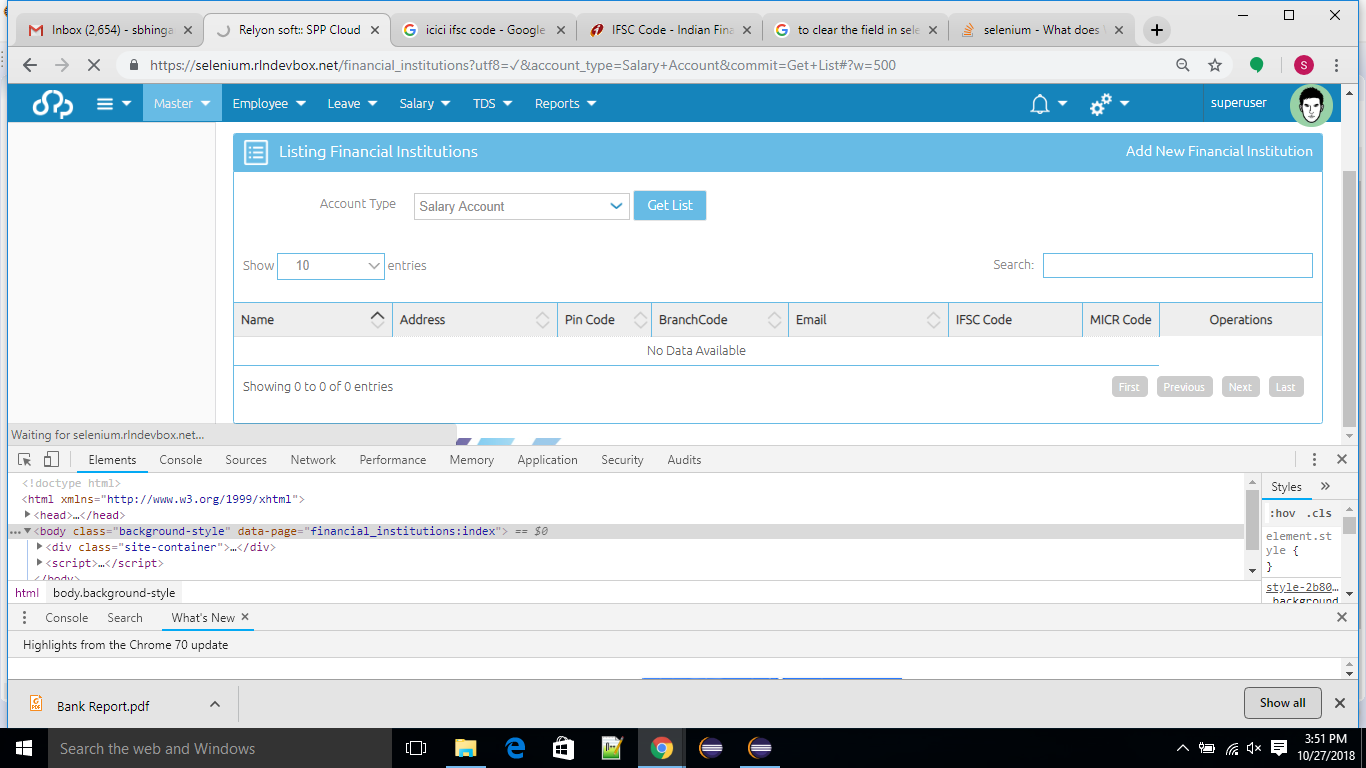 Inbox (2,654) - sbhinga
Relyon soft:: SPP Cloud
icici ifsc code - Google
IFSC Code - Indian Fina
to clear the field in sele
selenium - What does
https://selenium.rlndevbox.net/financial_institutions?utf8=✓&account_type=Salary+Account&commit=Get+List#?w=500
S
Master Employee Leave Salary TDS Reports superuser
Listing Financial Institutions Add New Financial Institution
Account Type Salary Account Get List
Show 10 entries Search:
Name Address Pin Code BranchCode Email IFSC Code MICR Code Operations
No Data Available
Showing 0 to 0 of 0 entries First Previous Next Last
Waiting for selenium.rlndevbox.net...
Elements Console Sources Network Performance Memory Application Security Audits
<!doctype html>
<html xmlns="http://www.w3.org/1999/xhtml">
<head>…</head>
<body class="background-style" data-page="financial_institutions:index"> == $0
<div class="site-container">…</div>
<script>…</script>
</body>
html body.background-style
Styles »
:hov .cls
element.st
yle {
}
style-2b80…
background
Console Search What's New
Highlights from the Chrome 70 update
Bank Report.pdf Show all
Search the web and Windows
3:51 PM
10/27/2018